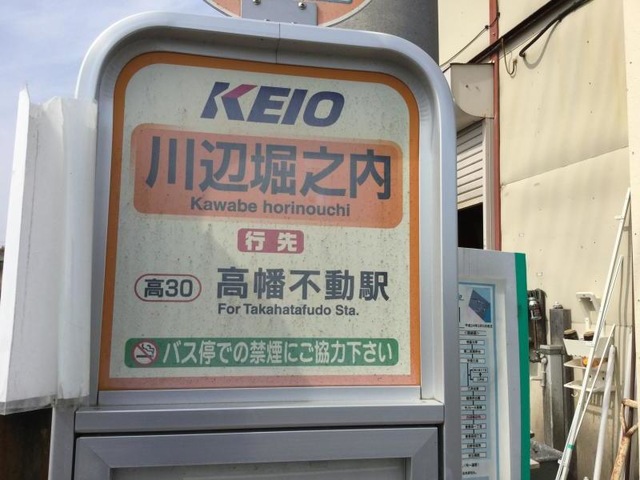 KEIO
川辺堀之内
Kawabe horinouchi
行先
高30 高幡不動駅
For Takahatafudo Sta.
バス停での禁煙にご協力下さい